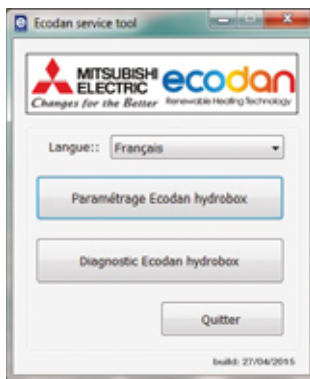 Ecodan service tool
MITSUBISHI
ELECTRIC
Changes for the Better
ecodan
Renewable Heating Technology
Langue:: Français
Paramétrage Ecodan hydrobox
Diagnostic Ecodan hydrobox
Quitter
build: 27/04/2015